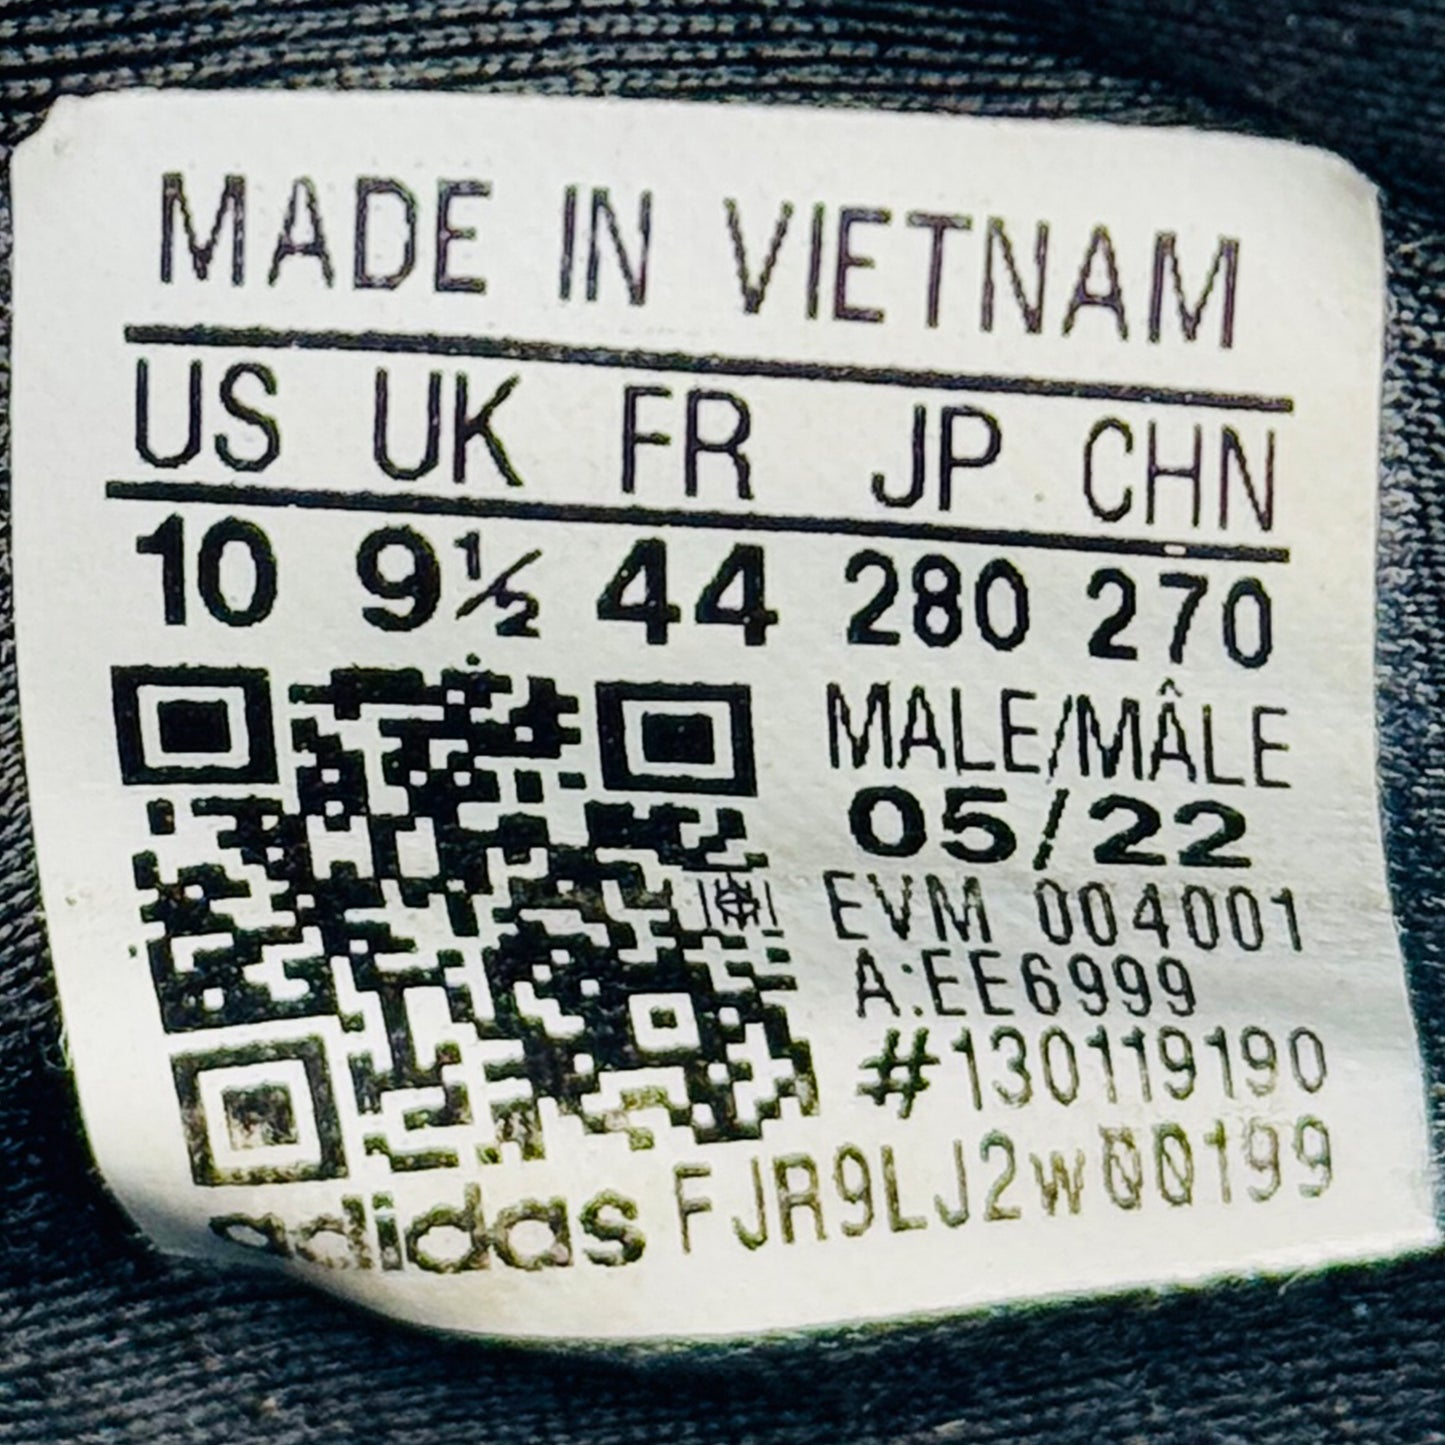 MADE IN VIETNAM
US UK FR JP CHN
10 9½ 44 280 270
MALE/MÂLE
05/22
EVM 004001
A:EE6999
#130119190
adidas FJR9LJ2W00199